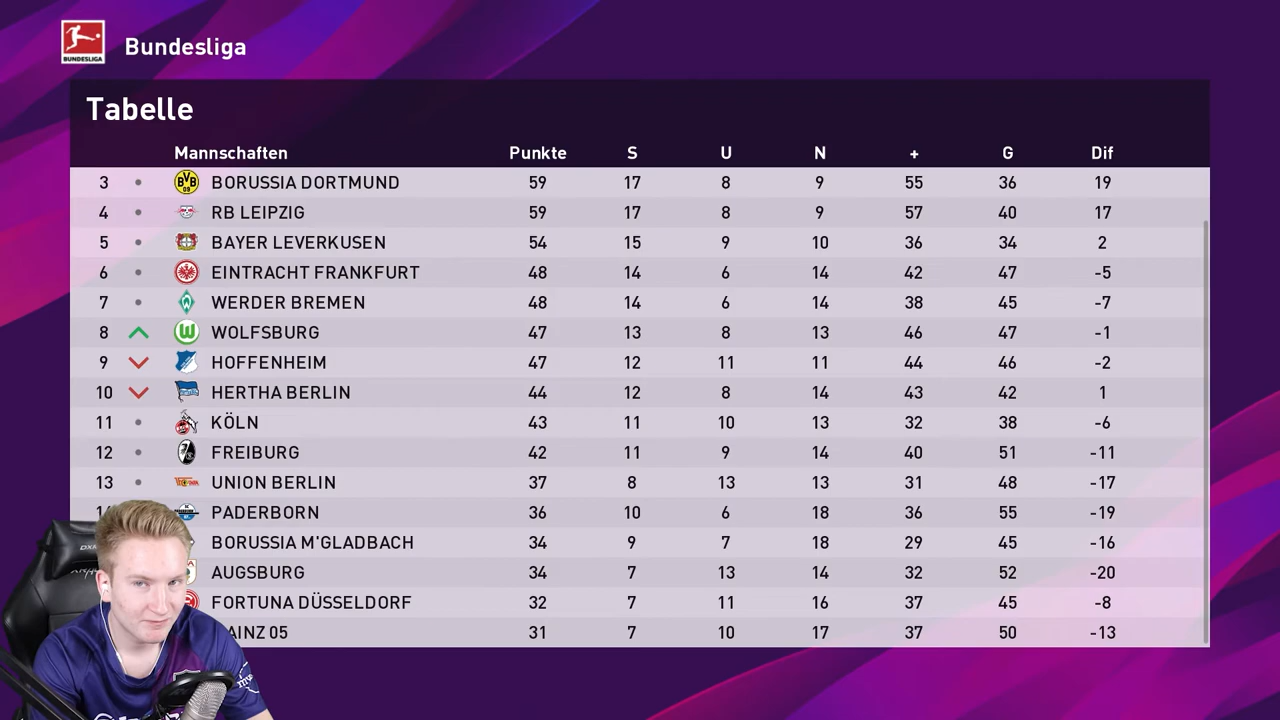 BUNDESLIGA
Bundesliga
Tabelle
Mannschaften Punkte S U N + G Dif
3 BVB 09 BORUSSIA DORTMUND 59 17 8 9 55 36 19
4 RB LEIPZIG 59 17 8 9 57 40 17
5 BAYER LEVERKUSEN 54 15 9 10 36 34 2
6 EINTRACHT FRANKFURT 48 14 6 14 42 47 -5
7 WERDER BREMEN 48 14 6 14 38 45 -7
8 WOLFSBURG 47 13 8 13 46 47 -1
9 HOFFENHEIM 47 12 11 11 44 46 -2
10 HERTHA BERLIN 44 12 8 14 43 42 1
11 KÖLN 43 11 10 13 32 38 -6
12 FREIBURG 42 11 9 14 40 51 -11
13 UNION BERLIN 37 8 13 13 31 48 -17
PADERBORN 36 10 6 18 36 55 -19
BORUSSIA M'GLADBACH 34 9 7 18 29 45 -16
AUGSBURG 34 7 13 14 32 52 -20
FORTUNA DÜSSELDORF 32 7 11 16 37 45 -8
AINZ 05 31 7 10 17 37 50 -13